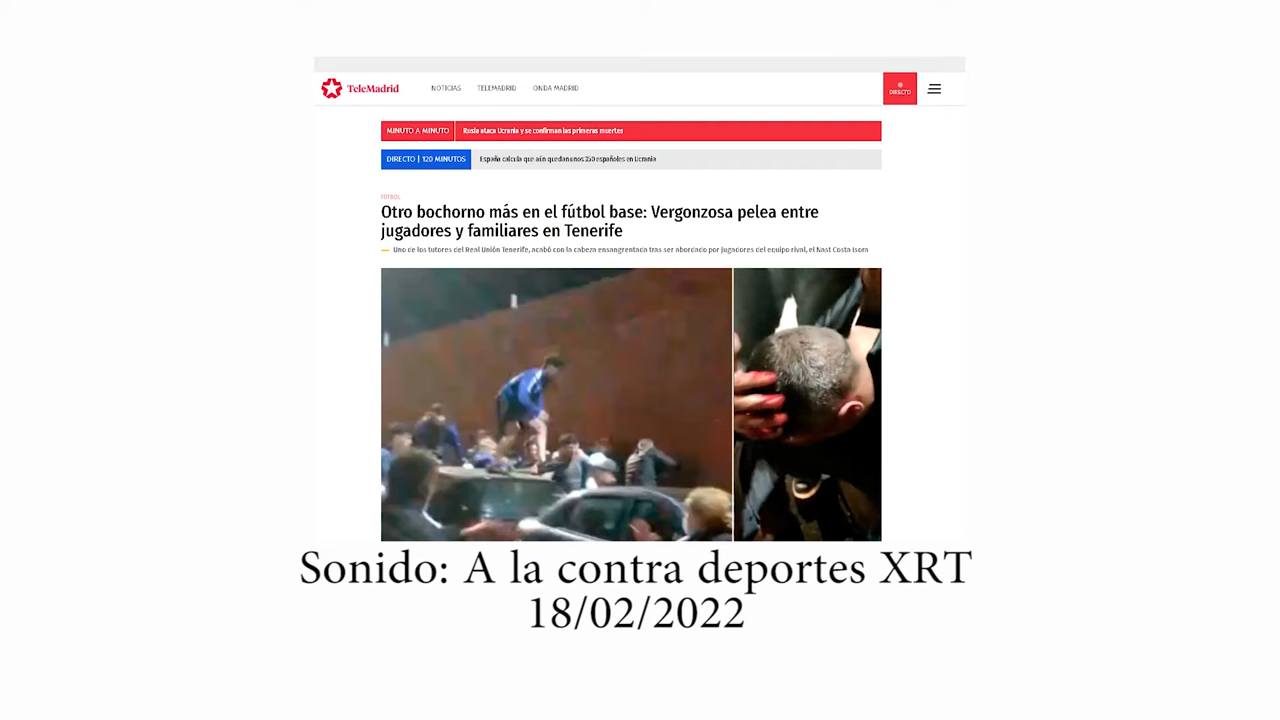 TeleMadrid NOTICIAS TELEMADRID ONDA MADRID DIRECTO
MINUTO A MINUTO Rusia ataca Ucrania y se confirman las primeras muertes
DIRECTO | 120 MINUTOS España calcula que aún quedan unos 350 españoles en Ucrania
FÚTBOL
Otro bochorno más en el fútbol base: Vergonzosa pelea entre
jugadores y familiares en Tenerife
Uno de los tutores del Real Unión Tenerife, acabó con la cabeza ensangrentada tras ser abordado por jugadores del equipo rival, el Nast Costa Isora
Sonido: A la contra deportes XRT
18/02/2022